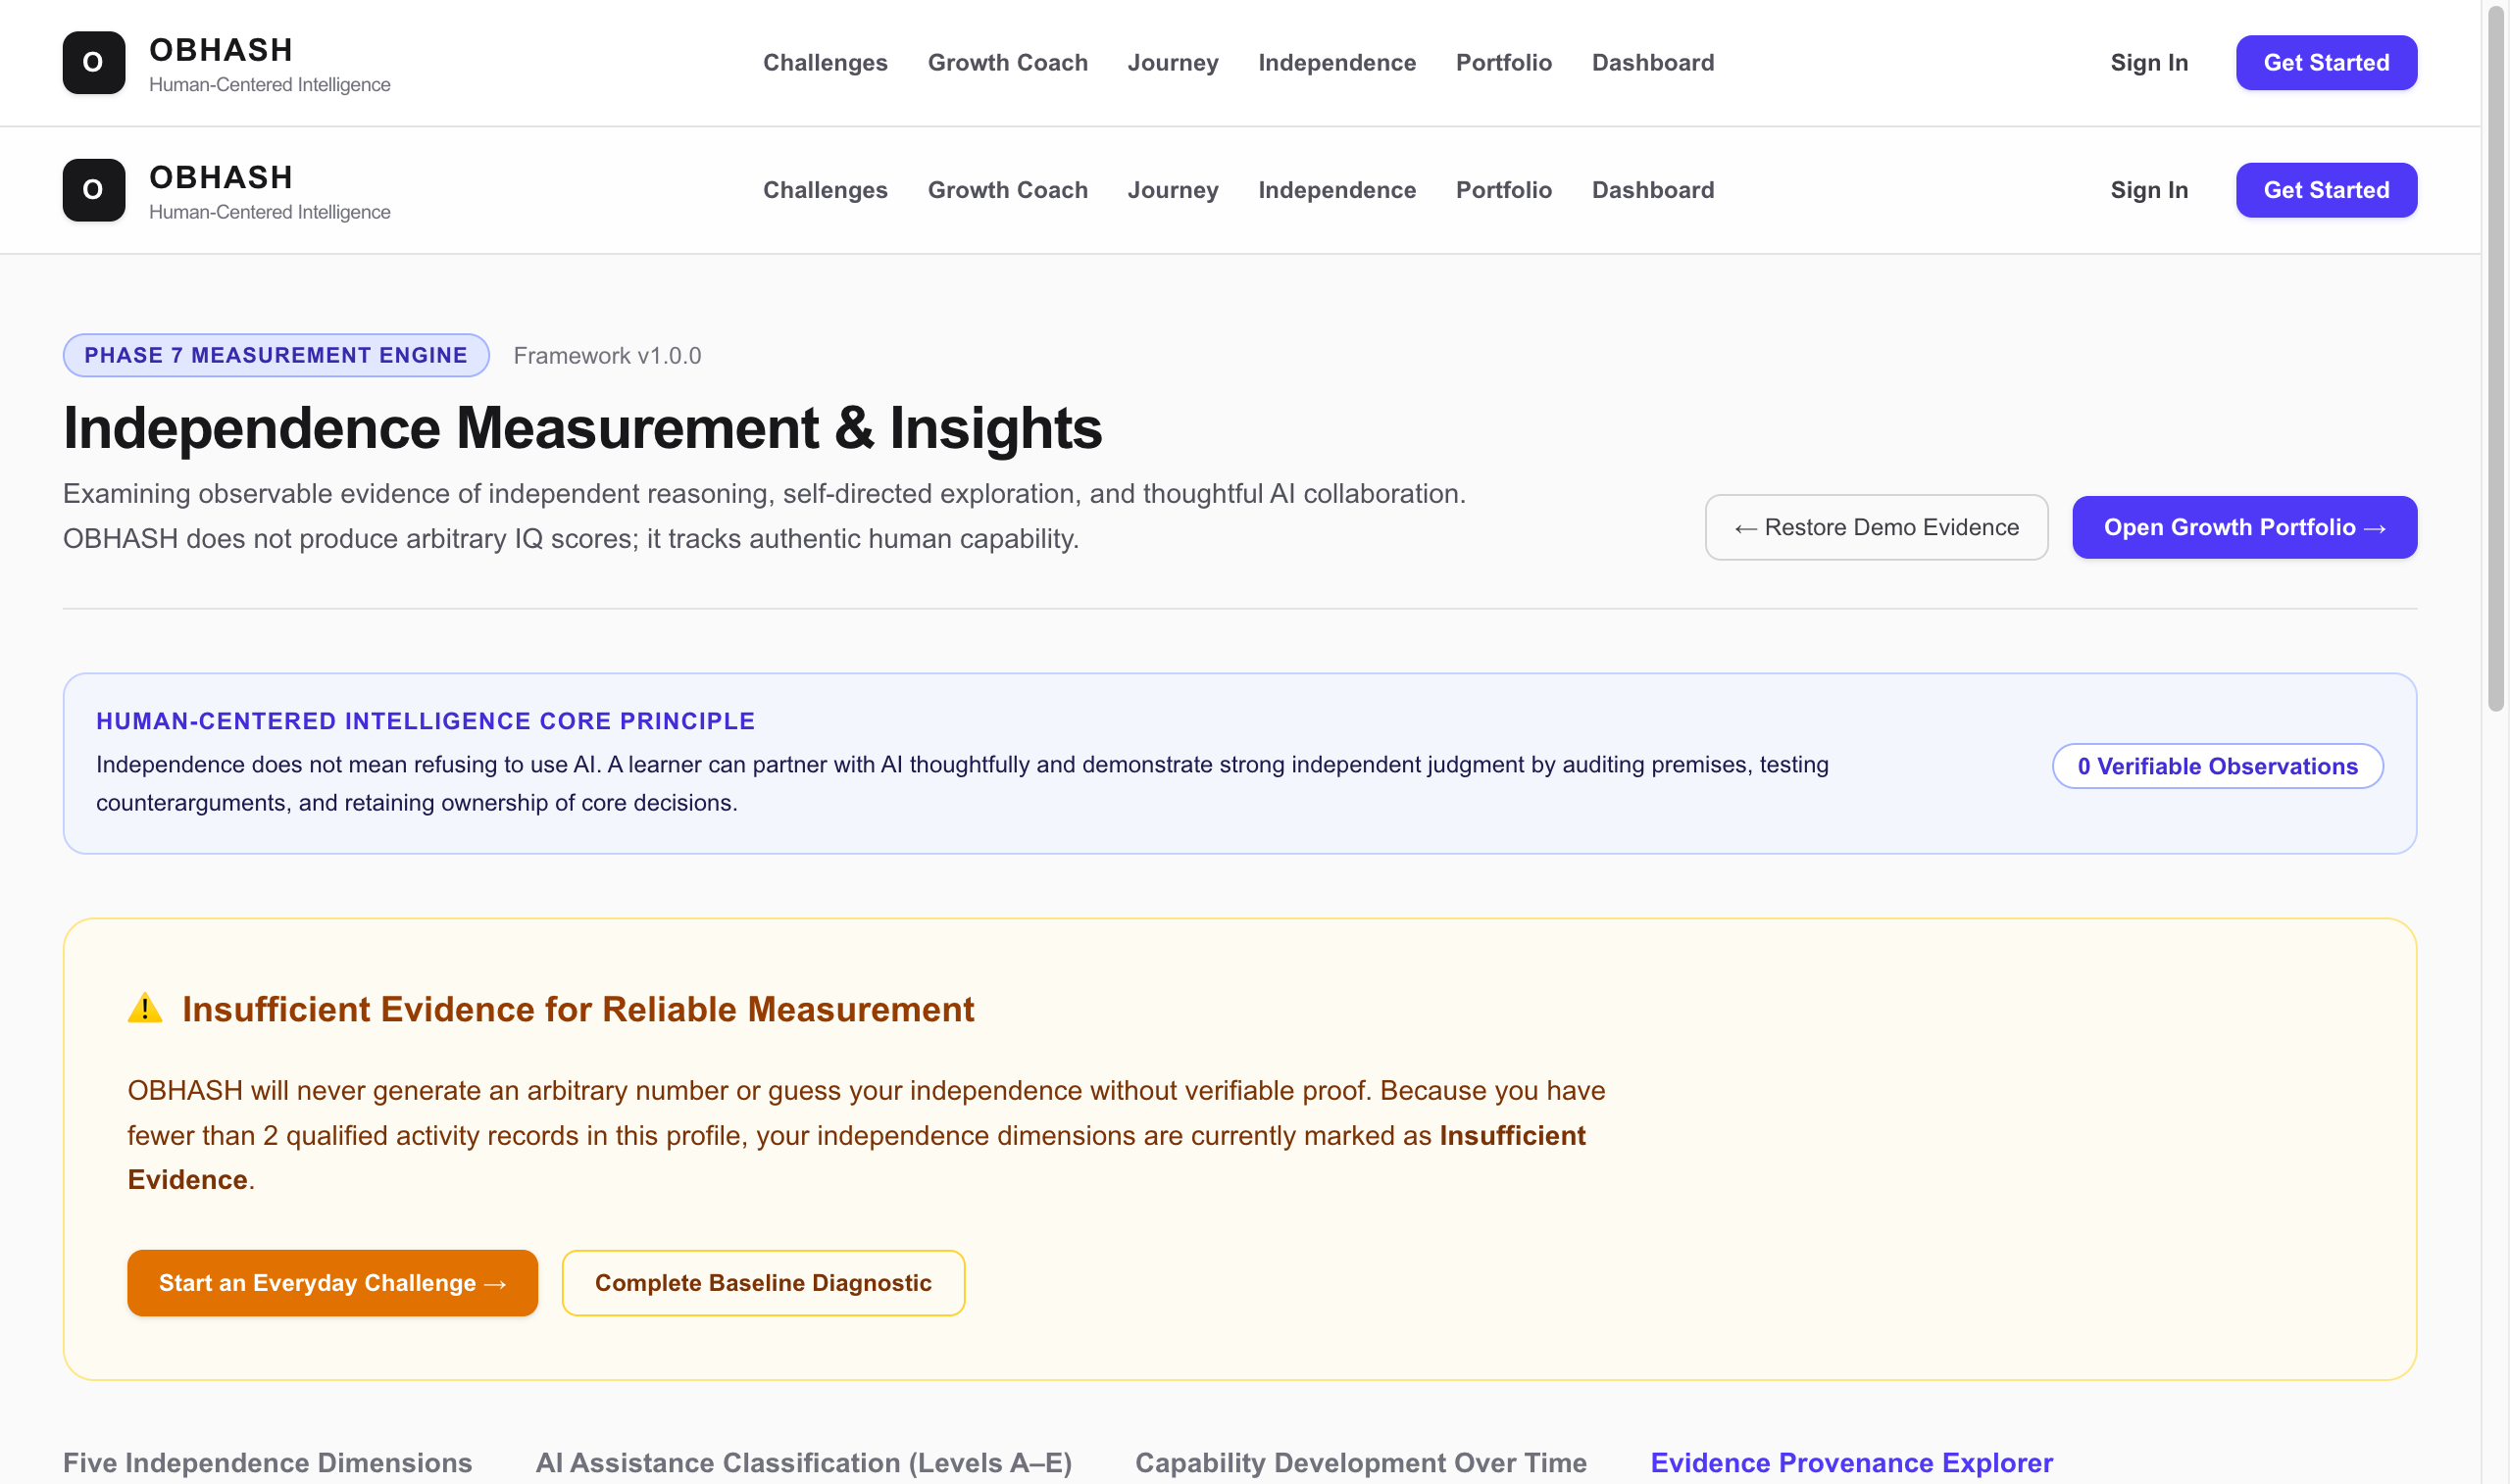 O
OBHASH
Human-Centered Intelligence
Challenges Growth Coach Journey Independence Portfolio Dashboard
Sign In Get Started
O
OBHASH
Human-Centered Intelligence
Challenges Growth Coach Journey Independence Portfolio Dashboard
Sign In Get Started
PHASE 7 MEASUREMENT ENGINE Framework v1.0.0
Independence Measurement & Insights
Examining observable evidence of independent reasoning, self-directed exploration, and thoughtful AI collaboration.
OBHASH does not produce arbitrary IQ scores; it tracks authentic human capability.
← Restore Demo Evidence Open Growth Portfolio →
HUMAN-CENTERED INTELLIGENCE CORE PRINCIPLE
Independence does not mean refusing to use AI. A learner can partner with AI thoughtfully and demonstrate strong independent judgment by auditing premises, testing
counterarguments, and retaining ownership of core decisions.
0 Verifiable Observations
⚠️ Insufficient Evidence for Reliable Measurement
OBHASH will never generate an arbitrary number or guess your independence without verifiable proof. Because you have
fewer than 2 qualified activity records in this profile, your independence dimensions are currently marked as Insufficient
Evidence.
Start an Everyday Challenge → Complete Baseline Diagnostic
Five Independence Dimensions AI Assistance Classification (Levels A–E) Capability Development Over Time Evidence Provenance Explorer